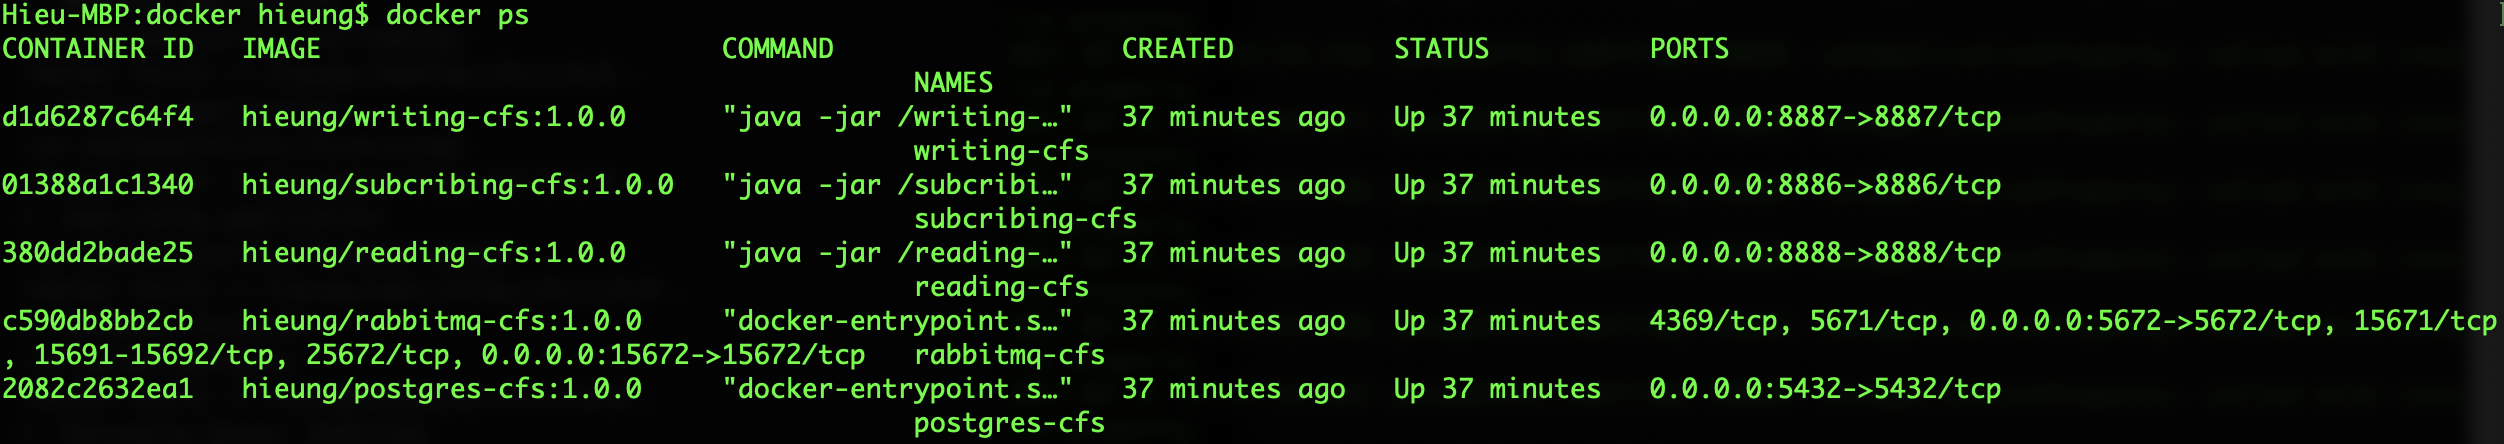 Hieu-MBP:docker hieung$ docker ps
CONTAINER ID   IMAGE                         COMMAND                  CREATED          STATUS          PORTS
                                                         NAMES
d1d6287c64f4   hieung/writing-cfs:1.0.0      "java -jar /writing-…"   37 minutes ago   Up 37 minutes   0.0.0.0:8887->8887/tcp
                                                         writing-cfs
01388a1c1340   hieung/subcribing-cfs:1.0.0   "java -jar /subcribi…"   37 minutes ago   Up 37 minutes   0.0.0.0:8886->8886/tcp
                                                         subcribing-cfs
380dd2bade25   hieung/reading-cfs:1.0.0      "java -jar /reading-…"   37 minutes ago   Up 37 minutes   0.0.0.0:8888->8888/tcp
                                                         reading-cfs
c590db8bb2cb   hieung/rabbitmq-cfs:1.0.0     "docker-entrypoint.s…"   37 minutes ago   Up 37 minutes   4369/tcp, 5671/tcp, 0.0.0.0:5672->5672/tcp, 15671/tcp
, 15691-15692/tcp, 25672/tcp, 0.0.0.0:15672->15672/tcp   rabbitmq-cfs
2082c2632ea1   hieung/postgres-cfs:1.0.0     "docker-entrypoint.s…"   37 minutes ago   Up 37 minutes   0.0.0.0:5432->5432/tcp
                                                         postgres-cfs